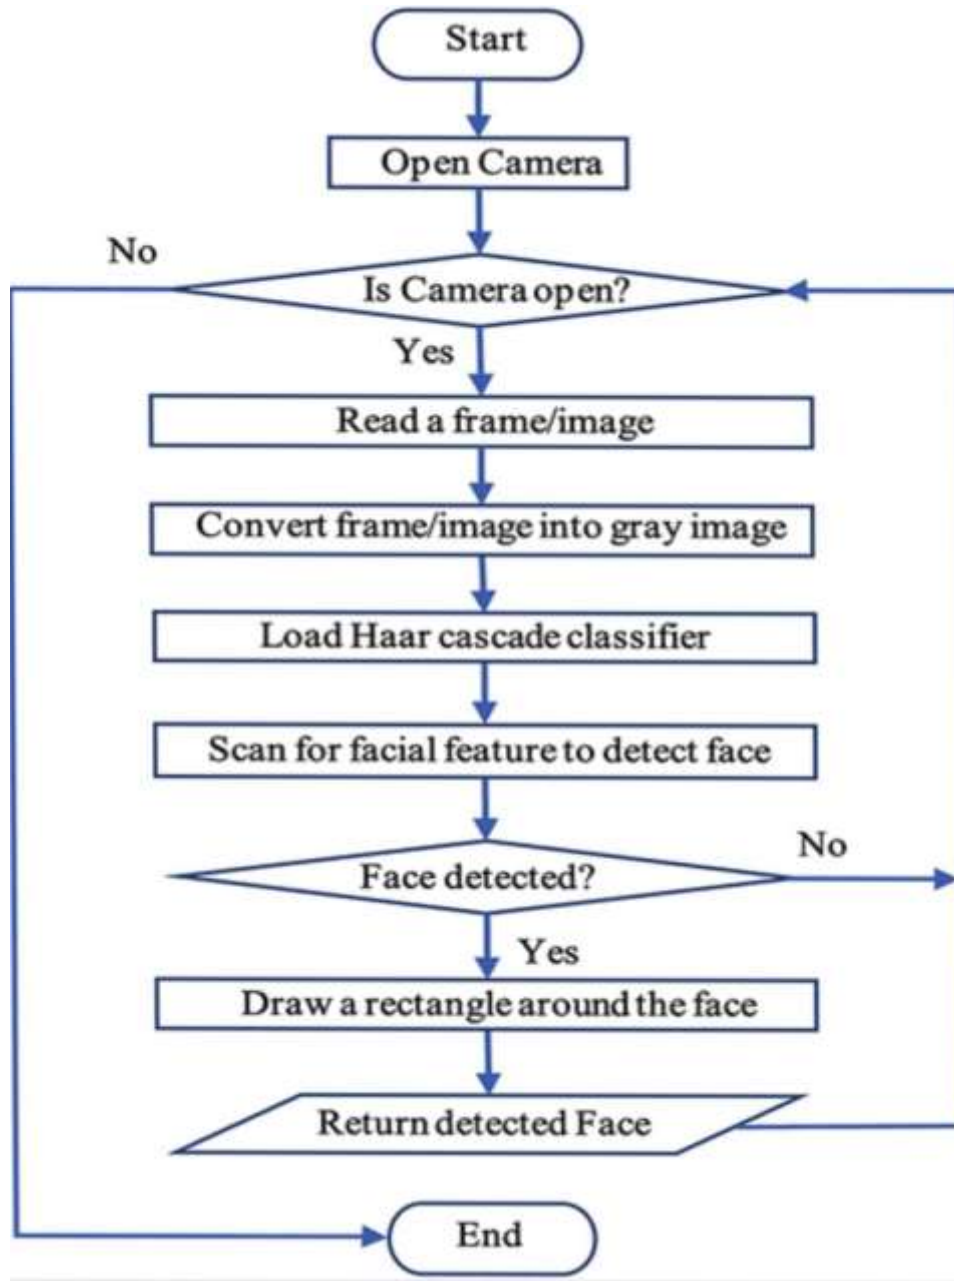 Start
Open Camera
No
Is Camera open?
Yes
Read a frame/image
Convert frame/image into gray image
Load Haar cascade classifier
Scan for facial feature to detect face
No
Face detected?
Yes
Draw a rectangle around the face
Return detected Face
End